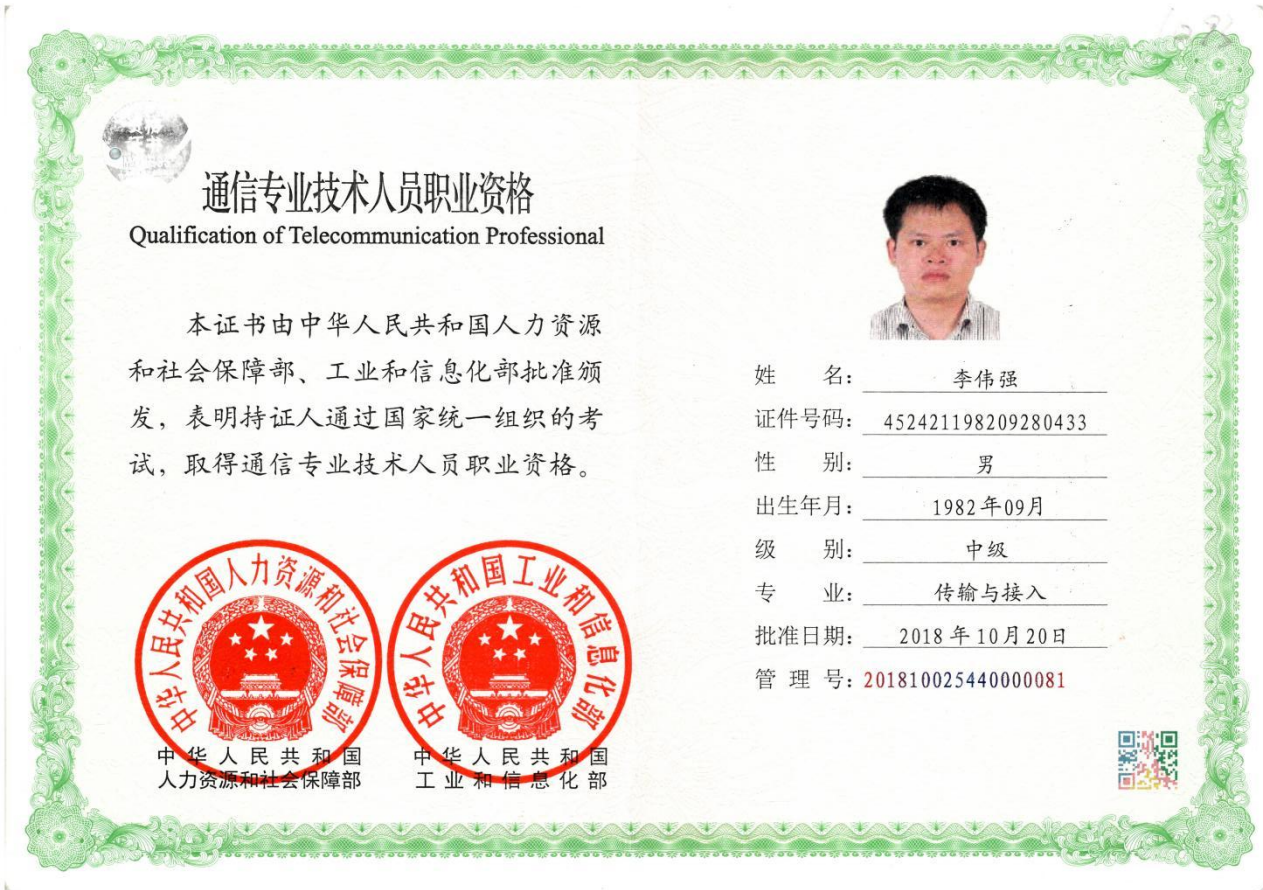 通信专业技术人员职业资格
Qualification of Telecommunication Professional
本证书由中华人民共和国人力资源
和社会保障部、工业和信息化部批准颁
发，表明持证人通过国家统一组织的考
试，取得通信专业技术人员职业资格。
中华人民共和国人力资源和社会保障部
中华人民共和国
人力资源和社会保障部
中华人民共和国工业和信息化部
中华人民共和国
工业和信息化部
姓 名： 李伟强
证件号码： 452421198209280433
性 别： 男
出生年月： 1982年09月
级 别： 中级
专 业： 传输与接入
批准日期： 2018年10月20日
管 理 号：201810025440000081